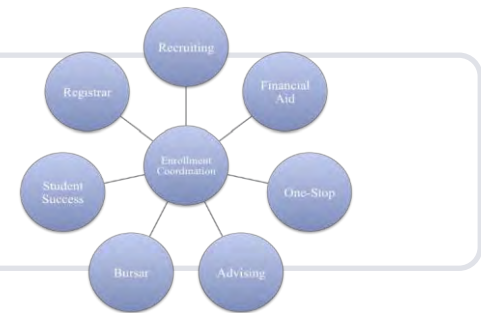 Recruiting
Financial
Aid
One-Stop
Advising
Bursar
Student
Success
Registrar
Enrollment
Coordination